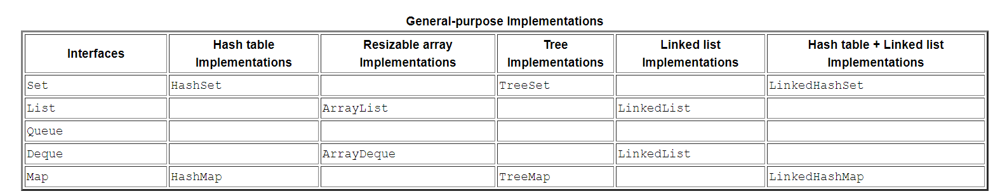 General-purpose Implementations
Interfaces
Hash table
Implementations
Resizable array
Implementations
Tree
Implementations
Linked list
Implementations
Hash table + Linked list
Implementations
Set HashSet TreeSet LinkedHashSet
List ArrayList LinkedList
Queue
Deque ArrayDeque LinkedList
Map HashMap TreeMap LinkedHashMap